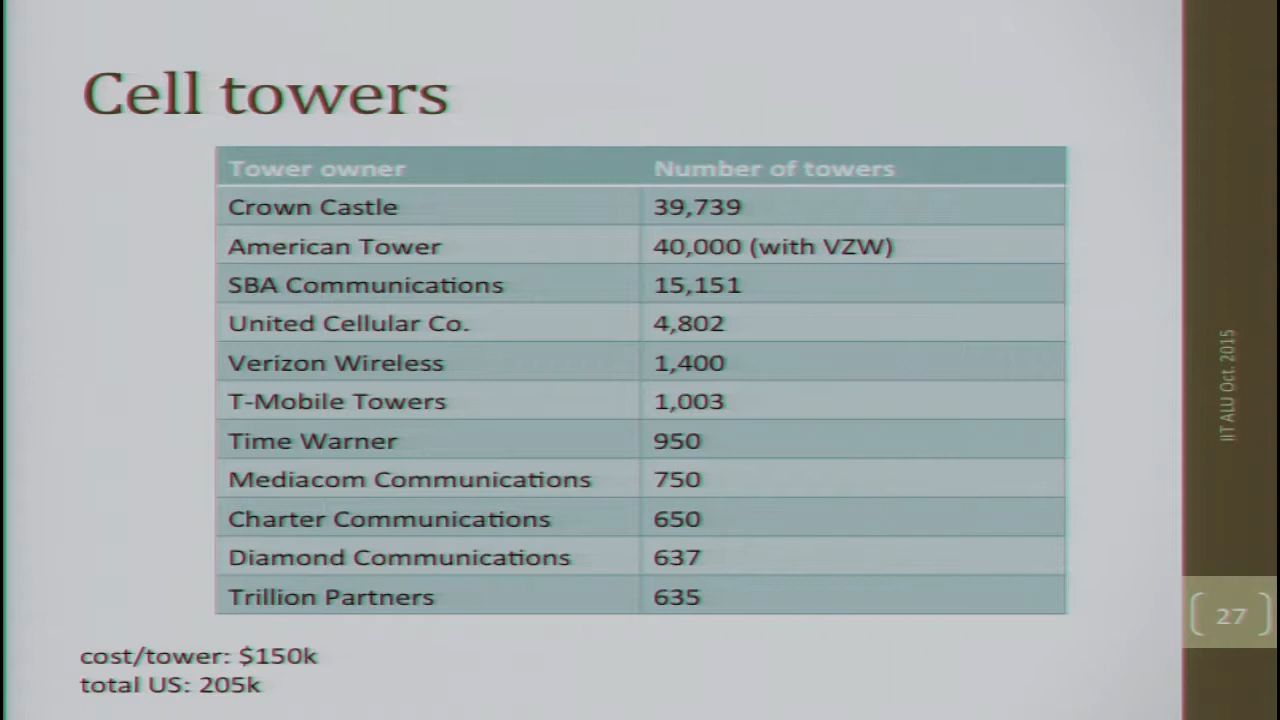 Cell towers
Tower owner Number of towers
Crown Castle 39,739
American Tower 40,000 (with VZW)
SBA Communications 15,151
United Cellular Co. 4,802
Verizon Wireless 1,400
T-Mobile Towers 1,003
Time Warner 950
Mediacom Communications 750
Charter Communications 650
Diamond Communications 637
Trillion Partners 635
cost/tower: $150k
total US: 205k
IIT ALU Oct. 2015
27